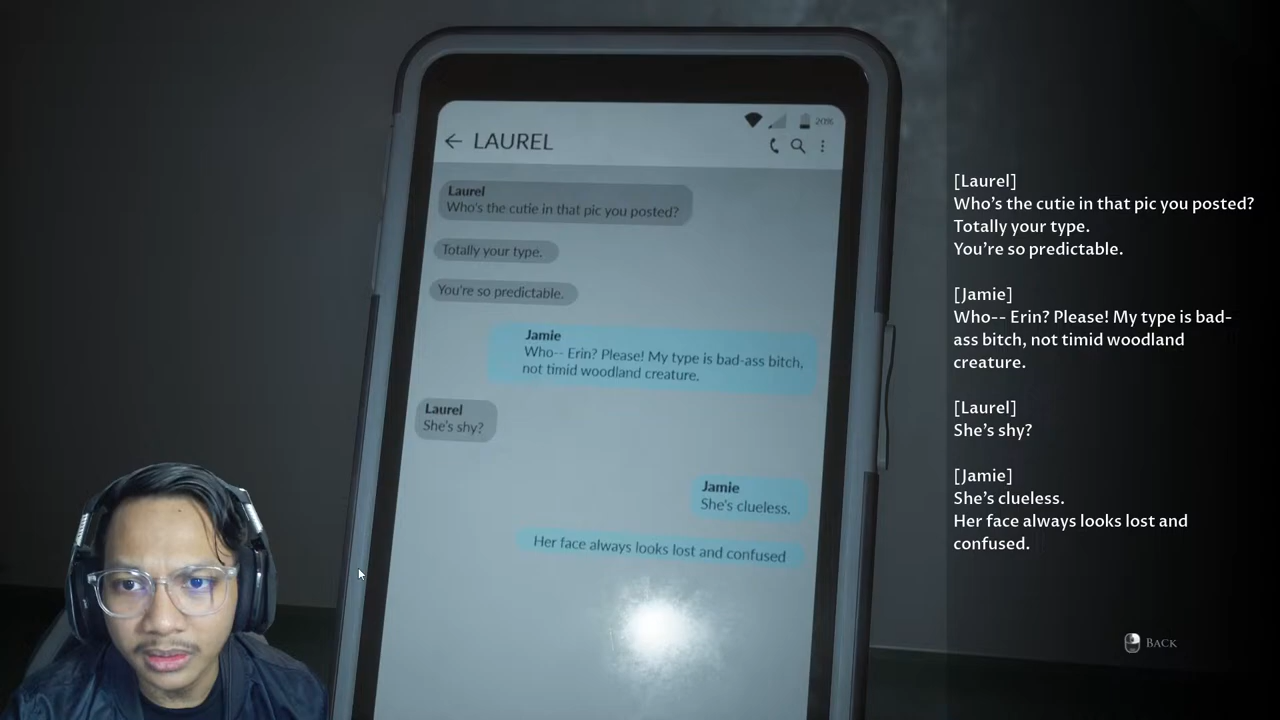 20%
LAUREL
Laurel
Who's the cutie in that pic you posted?
Totally your type.
You're so predictable.
Jamie
Who-- Erin? Please! My type is bad-ass bitch,
not timid woodland creature.
Laurel
She's shy?
Jamie
She's clueless.
Her face always looks lost and confused
[Laurel]
Who's the cutie in that pic you posted?
Totally your type.
You're so predictable.
[Jamie]
Who-- Erin? Please! My type is bad-
ass bitch, not timid woodland
creature.
[Laurel]
She's shy?
[Jamie]
She's clueless.
Her face always looks lost and
confused.
BACK